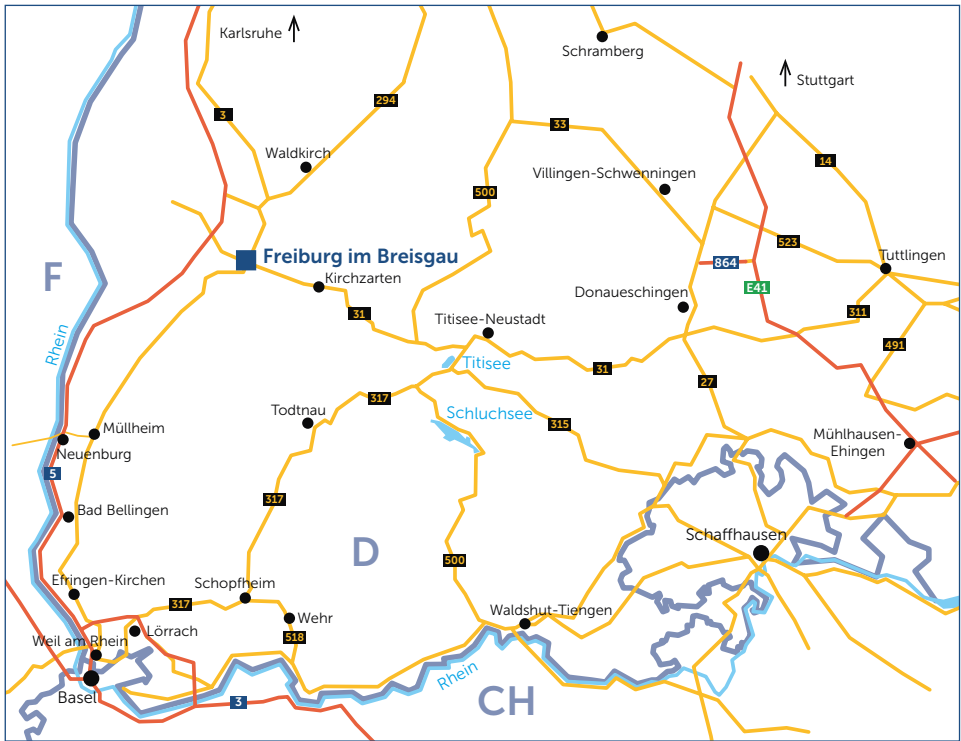 Karlsruhe
Schramberg
Stuttgart
294
3
33
Waldkirch
14
Villingen-Schwenningen
500
523
Freiburg im Breisgau
Tuttlingen
864
F
Kirchzarten
E41
Donaueschingen
31
311
Titisee-Neustadt
Rhein
491
Titisee
31
27
317
Todtnau
Schluchsee
315
Müllheim
Mühlhausen-
Ehingen
Neuenburg
5
317
Bad Bellingen
Schaffhausen
D
500
Efringen-Kirchen
Schopfheim
317
Waldshut-Tiengen
Wehr
Lörrach
518
Weil am Rhein
Rhein
Basel
3
CH